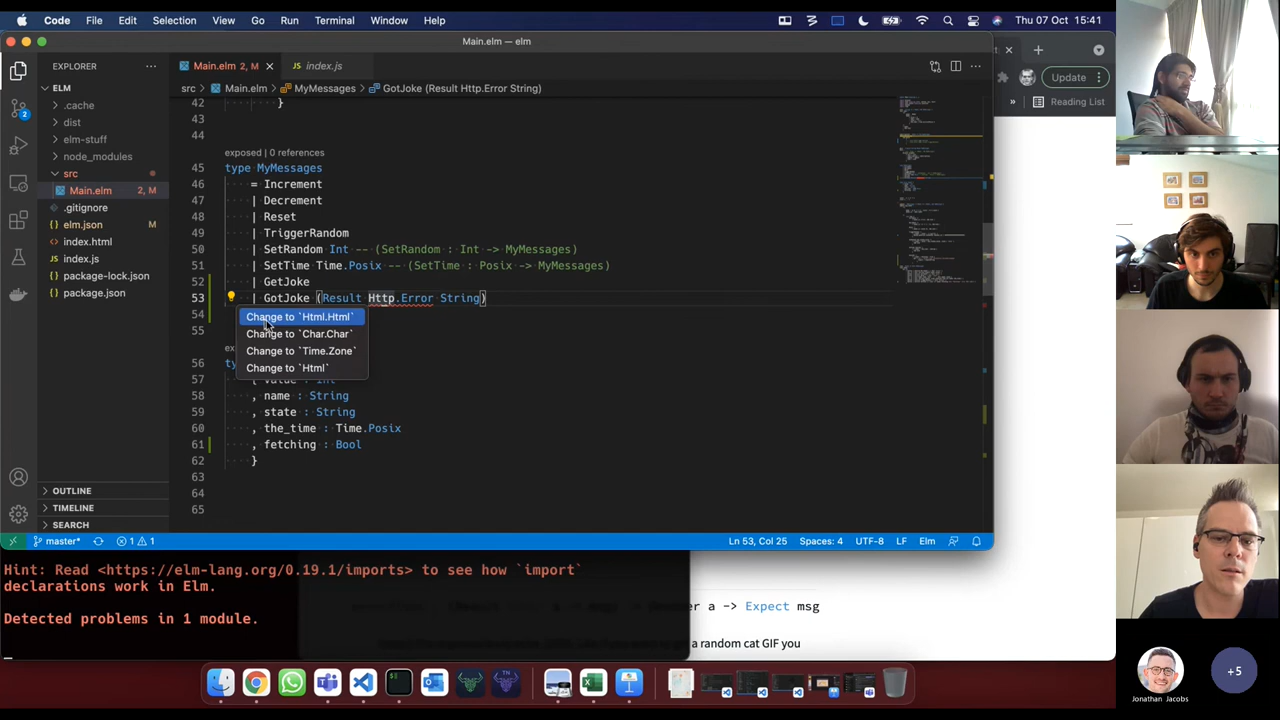 Code File Edit Selection View Go Run Terminal Window Help Thu 07 Oct 15:41
Main.elm — elm
EXPLORER
Main.elm 2, M
index.js
Update
src > Main.elm > MyMessages > GotJoke (Result Http.Error String)
Reading List
ELM
.cache
dist
elm-stuff
node_modules
src
Main.elm 2, M
.gitignore
elm.json M
index.html
index.js
package-lock.json
package.json
OUTLINE
TIMELINE
SEARCH
42 }
43
44
exposed | 0 references
45 type MyMessages
46 = Increment
47 | Decrement
48 | Reset
49 | TriggerRandom
50 | SetRandom Int -- (SetRandom : Int -> MyMessages)
51 | SetTime Time.Posix -- (SetTime : Posix -> MyMessages)
52 | GetJoke
53 | GotJoke (Result Http.Error String)
54
55
Change to `Html.Html`
Change to `Char.Char`
Change to `Time.Zone`
Change to `Html`
56
57
58 , name : String
59 , state : String
60 , the_time : Time.Posix
61 , fetching : Bool
62 }
63
64
65
master* 1 1 Ln 53, Col 25 Spaces: 4 UTF-8 LF Elm
Hint: Read <https://elm-lang.org/0.19.1/imports> to see how `import`
declarations work in Elm.
Detected problems in 1 module.
a -> Expect msg
a random cat GIF you
Jonathan Jacobs
+5